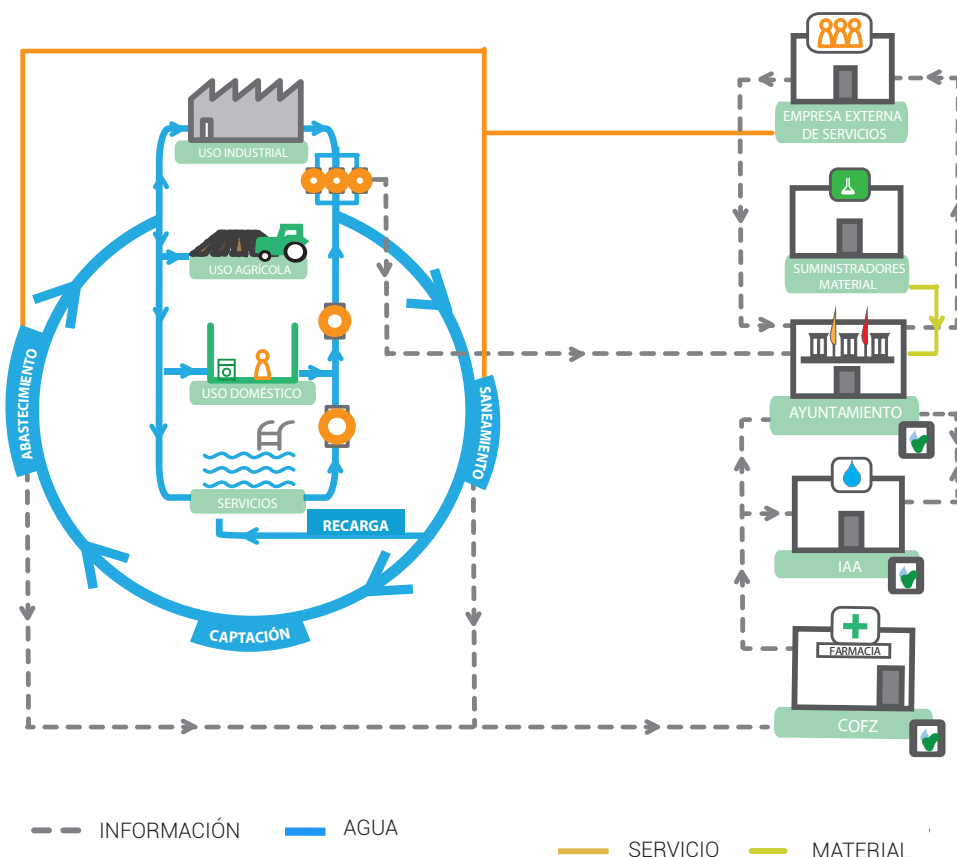 EMPRESA EXTERNA
DE SERVICIOS
USO INDUSTRIAL
USO AGRÍCOLA
SUMINISTRADORES
MATERIAL
ABASTECIMIENTO
USO DOMÉSTICO
SANEAMIENTO
AYUNTAMIENTO
SERVICIOS
RECARGA
IAA
CAPTACIÓN
FARMACIA
COFZ
INFORMACIÓN
AGUA
SERVICIO
MATERIAL